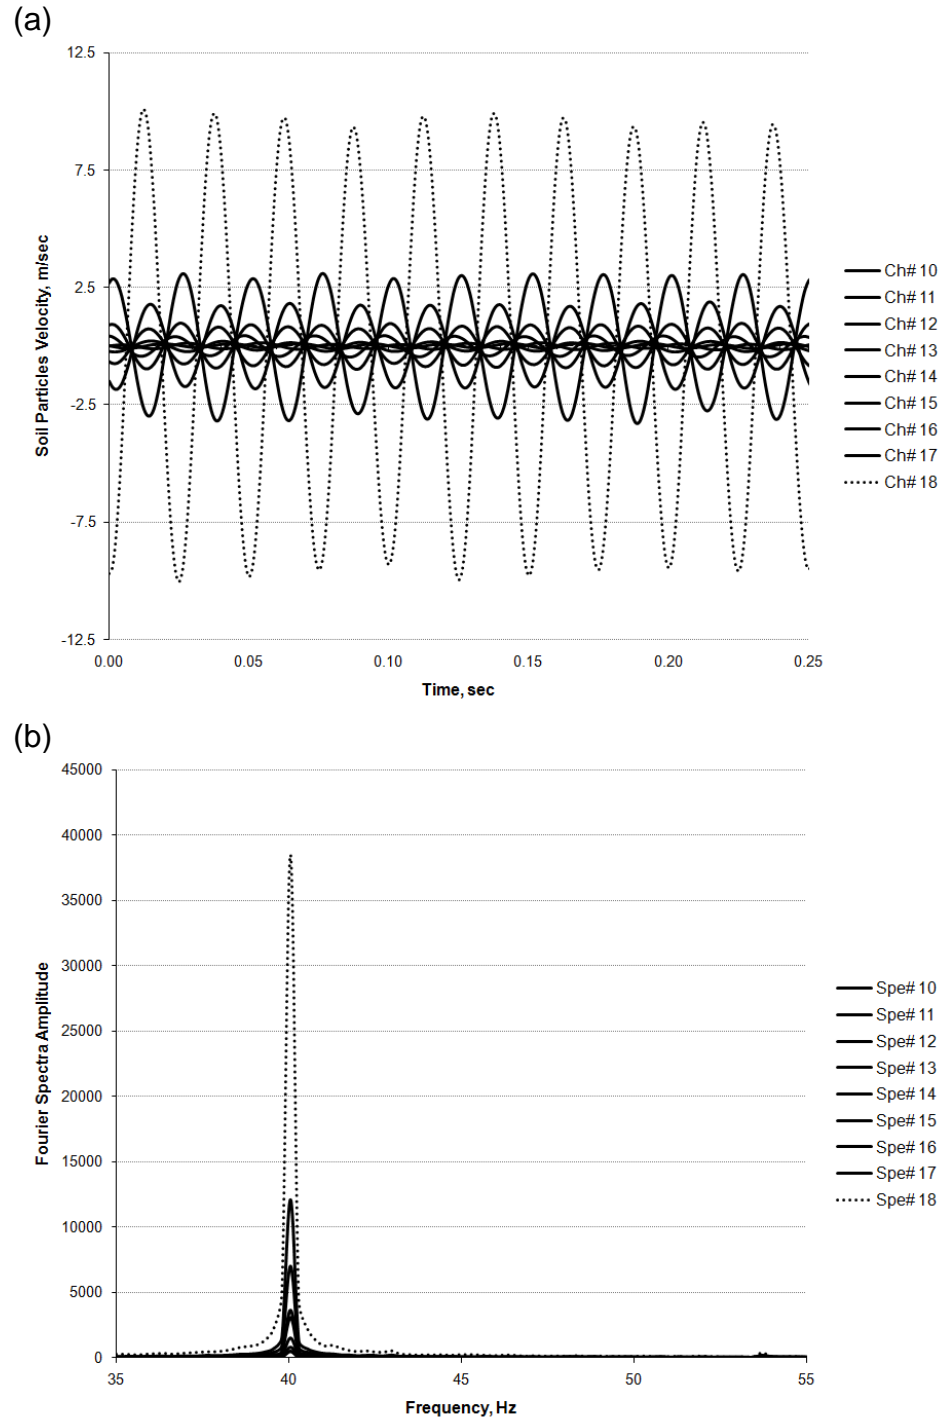 (a)
12.5
7.5
2.5
-2.5
-7.5
-12.5
Soil Particles Velocity, m/sec
0.00 0.05 0.10 0.15 0.20 0.25
Time, sec
Ch# 10
Ch# 11
Ch# 12
Ch# 13
Ch# 14
Ch# 15
Ch# 16
Ch# 17
Ch# 18
(b)
45000
40000
35000
30000
25000
20000
15000
10000
5000
0
Fourier Spectra Amplitude
35 40 45 50 55
Frequency, Hz
Spe# 10
Spe# 11
Spe# 12
Spe# 13
Spe# 14
Spe# 15
Spe# 16
Spe# 17
Spe# 18